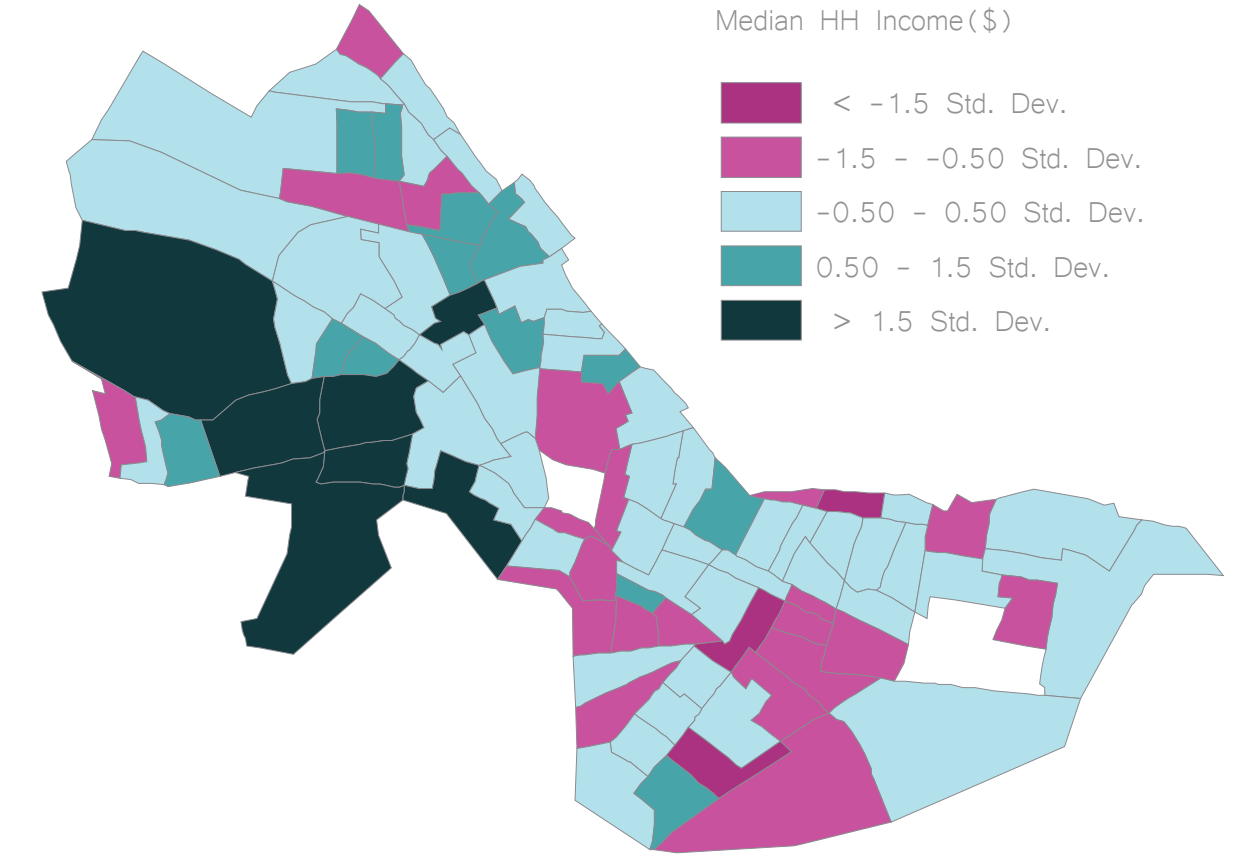 Median HH Income($)
< -1.5 Std. Dev.
-1.5 - -0.50 Std. Dev.
-0.50 - 0.50 Std. Dev.
0.50 - 1.5 Std. Dev.
> 1.5 Std. Dev.